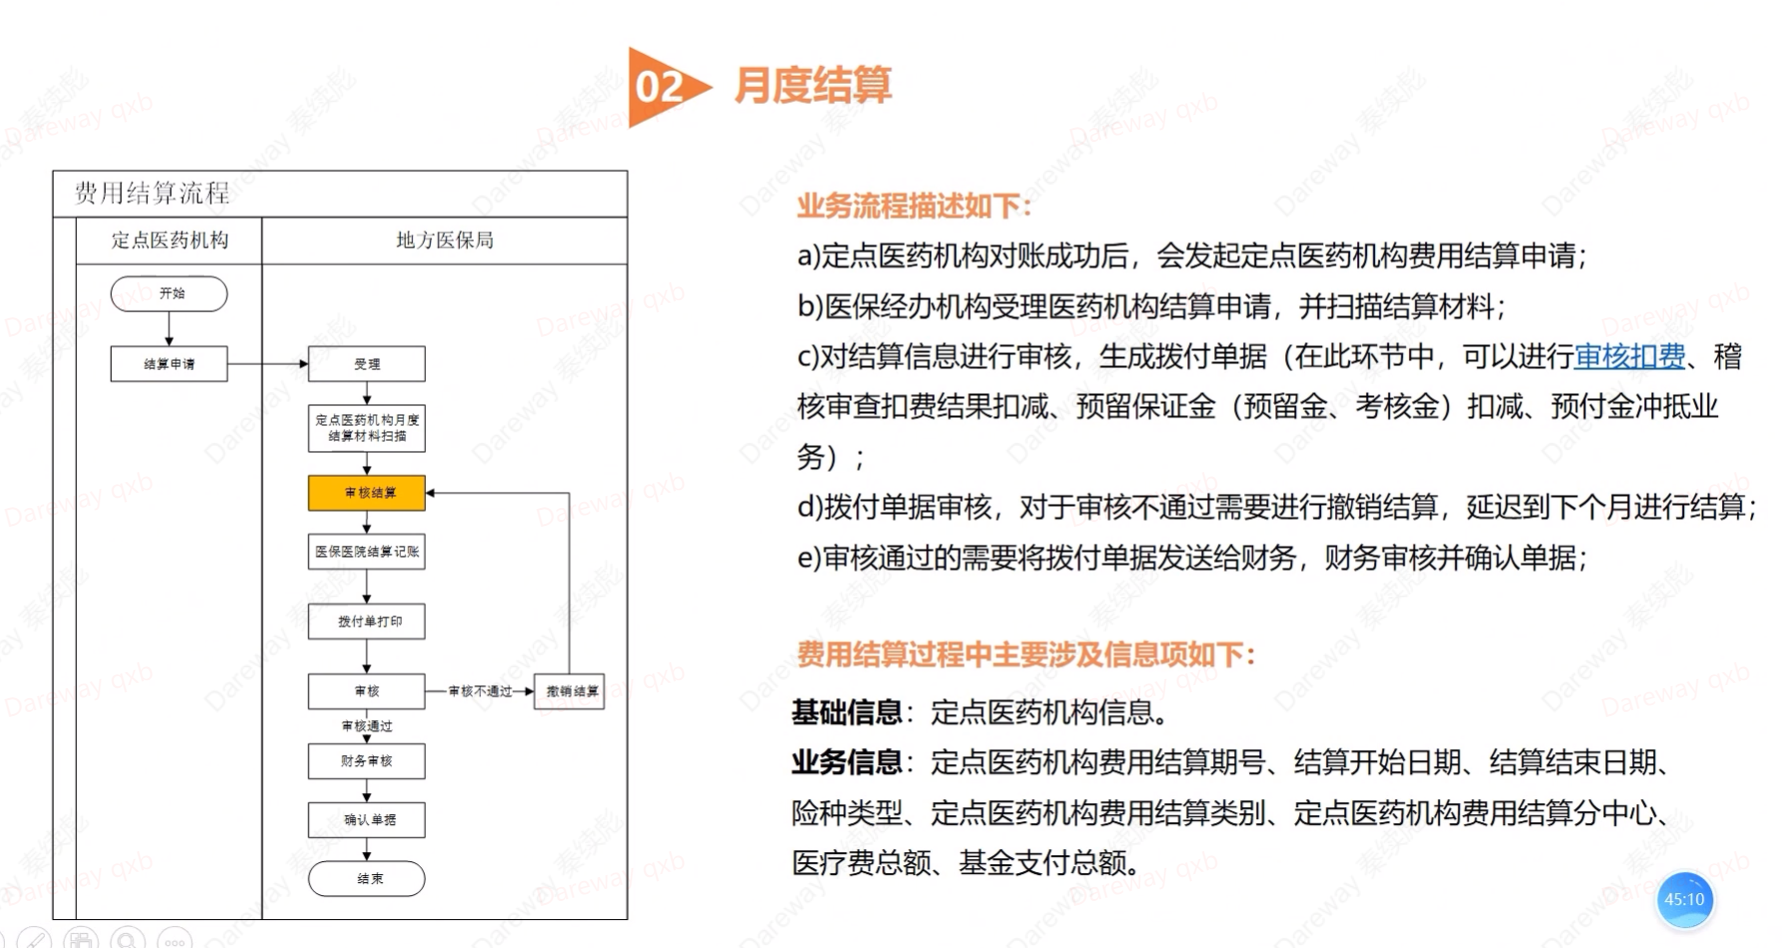 02 月度结算
费用结算流程
定点医药机构
地方医保局
开始
结算申请
受理
定点医药机构月度
结算材料扫描
审核结算
医保医院结算记账
拨付单打印
审核
审核不通过
撤销结算
审核通过
财务审核
确认单据
结束
业务流程描述如下：
a)定点医药机构对账成功后，会发起定点医药机构费用结算申请；
b)医保经办机构受理医药机构结算申请，并扫描结算材料；
c)对结算信息进行审核，生成拨付单据（在此环节中，可以进行审核扣费、稽
核审查扣费结果扣减、预留保证金（预留金、考核金）扣减、预付金冲抵业
务）；
d)拨付单据审核，对于审核不通过需要进行撤销结算，延迟到下个月进行结算；
e)审核通过的需要将拨付单据发送给财务，财务审核并确认单据；
费用结算过程中主要涉及信息项如下：
基础信息：定点医药机构信息。
业务信息：定点医药机构费用结算期号、结算开始日期、结算结束日期、
险种类型、定点医药机构费用结算类别、定点医药机构费用结算分中心、
医疗费总额、基金支付总额。
45:10
Dareway qxb
Dareway 秦续彪